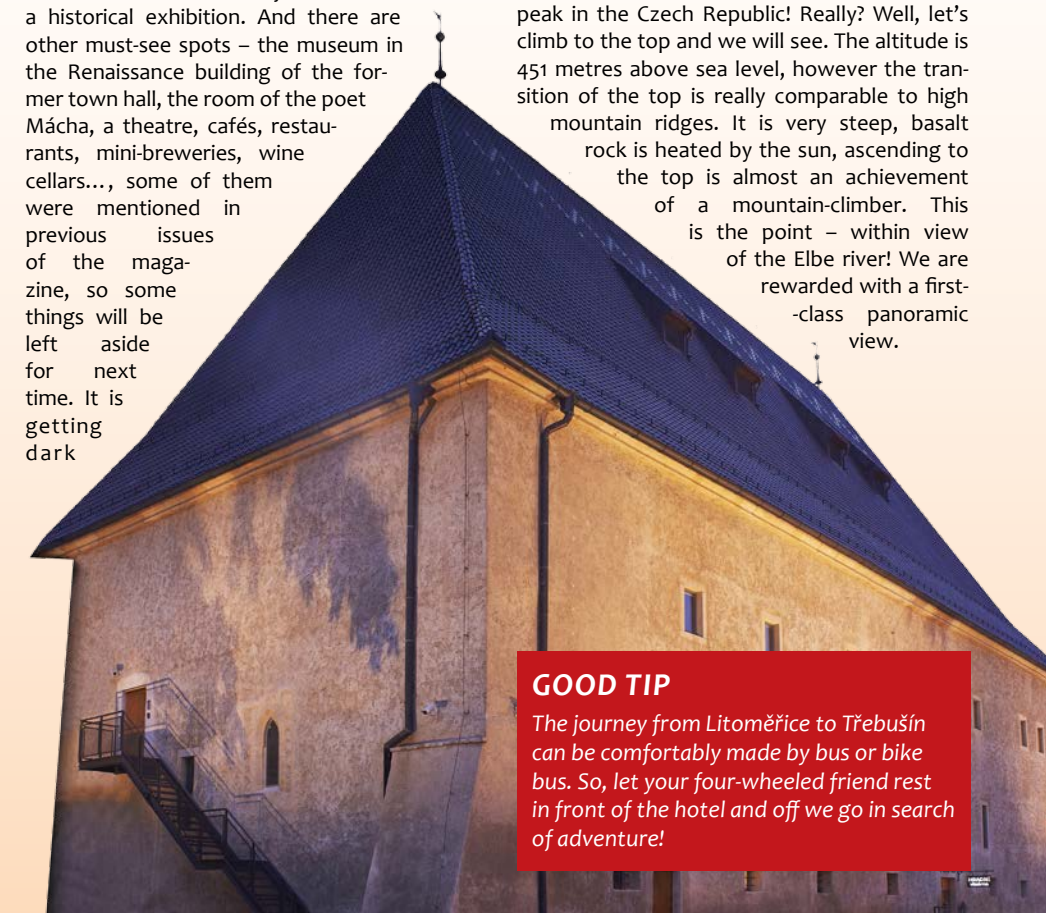 a historical exhibition. And there are
other must-see spots – the museum in
the Renaissance building of the for-
mer town hall, the room of the poet
Mácha, a theatre, cafés, restau-
rants, mini-breweries, wine
cellars…, some of them
were mentioned in
previous issues
of the maga-
zine, so some
things will be
left aside
for next
time. It is
getting
dark
peak in the Czech Republic! Really? Well, let’s
climb to the top and we will see. The altitude is
451 metres above sea level, however the tran-
sition of the top is really comparable to high
mountain ridges. It is very steep, basalt
rock is heated by the sun, ascending to
the top is almost an achievement
of a mountain-climber. This
is the point – within view
of the Elbe river! We are
rewarded with a first-
-class panoramic
view.
GOOD TIP
The journey from Litoměřice to Třebušín
can be comfortably made by bus or bike
bus. So, let your four-wheeled friend rest
in front of the hotel and off we go in search
of adventure!